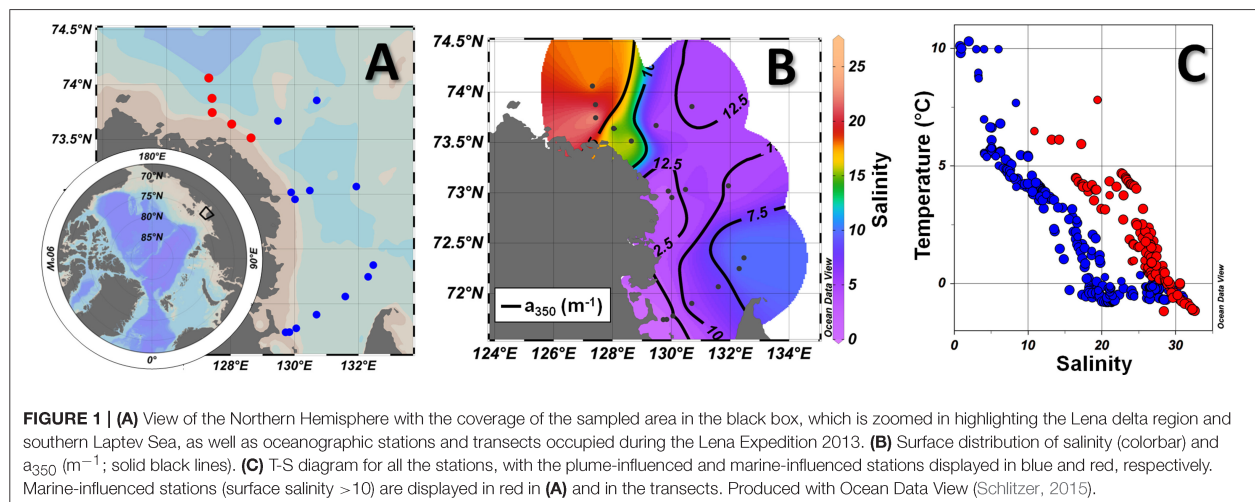 A
74.5°N
74°N
73.5°N
73°N
72.5°N
72°N
128°E
130°E
132°E
180°E
70°N
75°N
80°N
85°N
90°W
90°E
0°
B
74.5°N
74°N
73.5°N
73°N
72.5°N
72°N
124°E
126°E
128°E
130°E
132°E
134°E
10
12.5
12.5
7.5
2.5
10
a350 (m-1)
Ocean Data View
25
20
15
10
5
0
Salinity
C
Temperature (°C)
10
5
0
0
10
20
30
Salinity
Ocean Data View
FIGURE 1 | (A) View of the Northern Hemisphere with the coverage of the sampled area in the black box, which is zoomed in highlighting the Lena delta region and
southern Laptev Sea, as well as oceanographic stations and transects occupied during the Lena Expedition 2013. (B) Surface distribution of salinity (colorbar) and
a350 (m−1; solid black lines). (C) T-S diagram for all the stations, with the plume-influenced and marine-influenced stations displayed in blue and red, respectively.
Marine-influenced stations (surface salinity >10) are displayed in red in (A) and in the transects. Produced with Ocean Data View (Schlitzer, 2015).